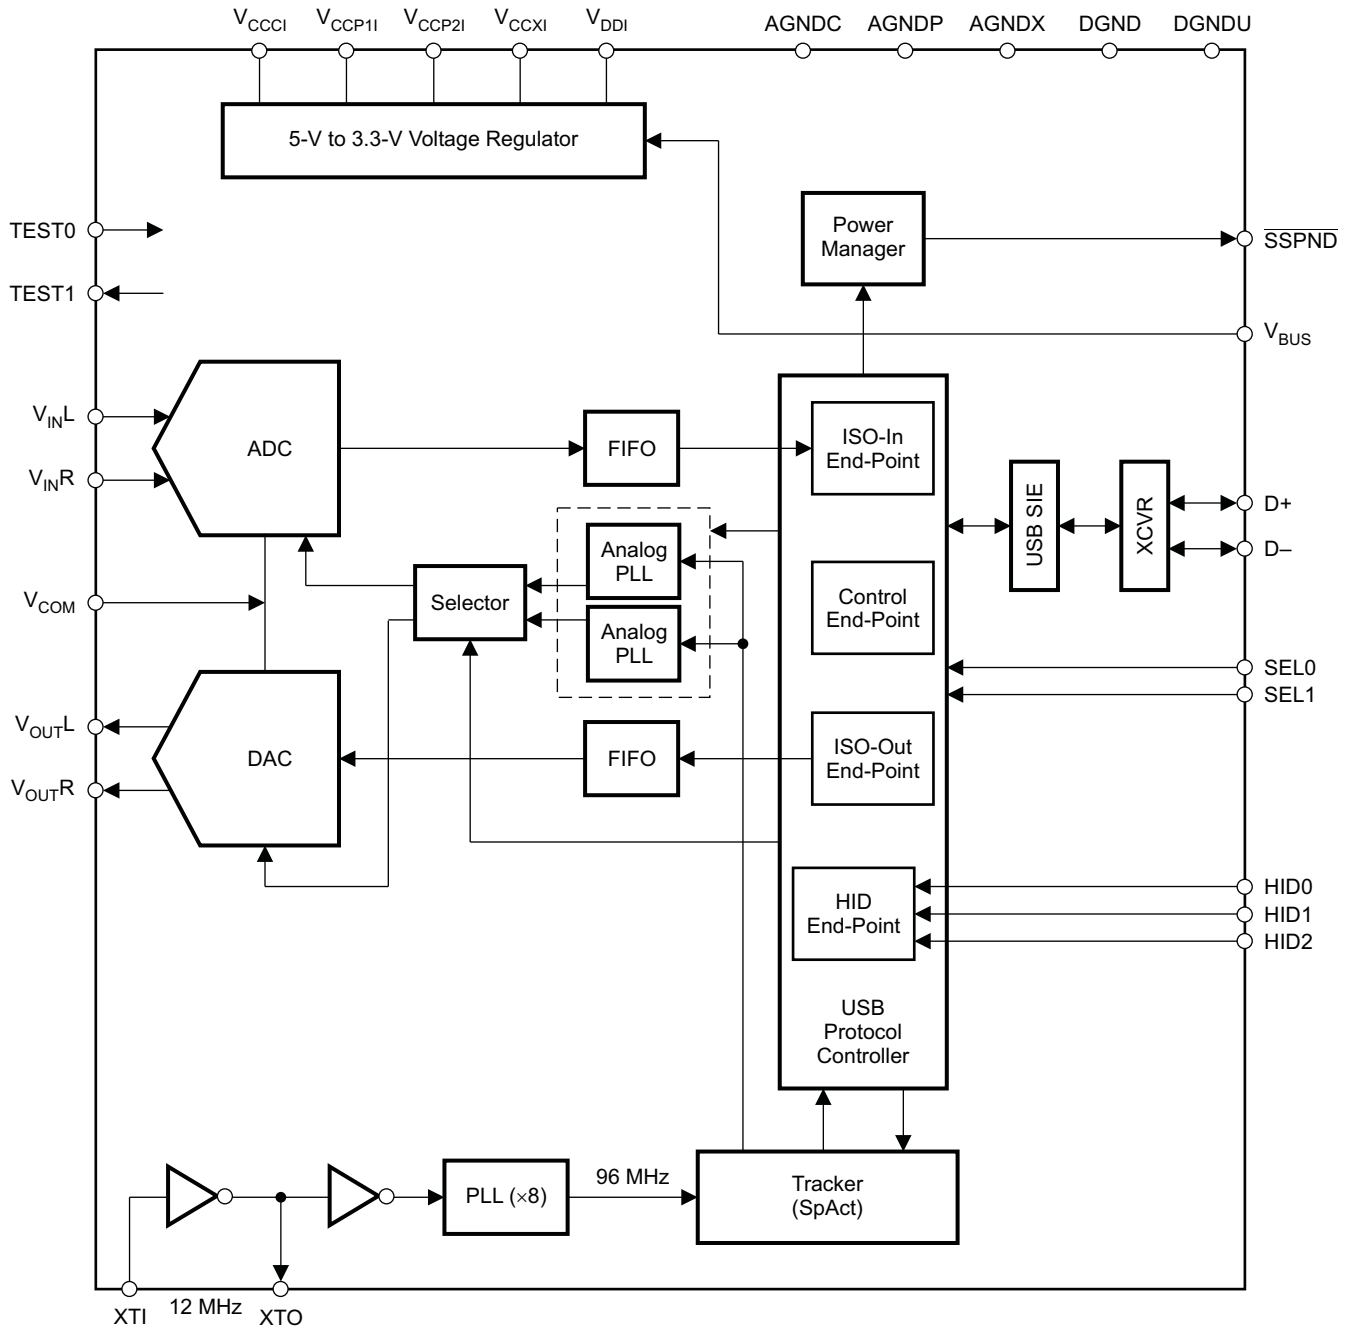 VCCCI VCCP1I VCCP2I VCCXI VDDI AGNDC AGNDP AGNDX DGND DGNDU
5-V to 3.3-V Voltage Regulator
TEST0
Power
Manager
SSPND
TEST1
VBUS
VINL
VINR
ADC
FIFO
ISO-In
End-Point
USB SIE
XCVR
D+
D–
Analog
PLL
Selector
VCOM
Analog
PLL
Control
End-Point
SEL0
SEL1
VOUTL
VOUTR
DAC
FIFO
ISO-Out
End-Point
HID
End-Point
HID0
HID1
HID2
USB
Protocol
Controller
PLL (×8)
96 MHz
Tracker
(SpAct)
XTI
12 MHz
XTO